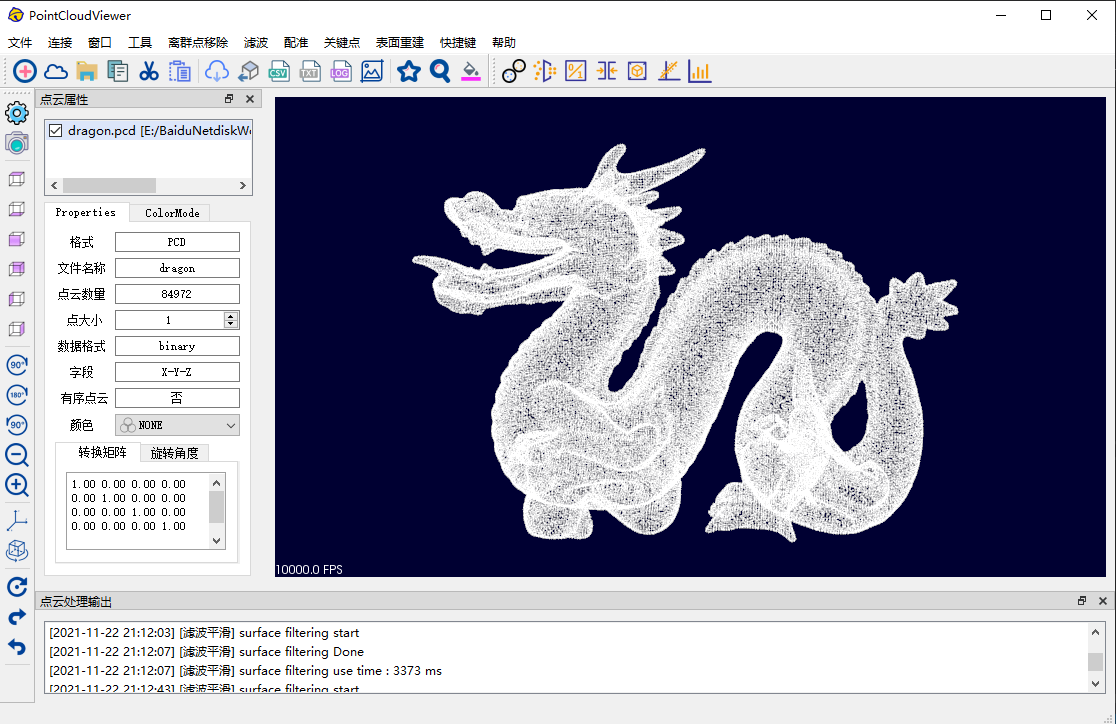 PointCloudViewer
文件 连接 窗口 工具 离群点移除 滤波 配准 关键点 表面重建 快捷键 帮助
CSV TXT LOG
点云属性
dragon.pcd [E:/BaiduNetdiskWo
Properties ColorMode
格式 PCD
文件名称 dragon
点云数量 84972
点大小 1
数据格式 binary
字段 X-Y-Z
有序点云 否
颜色 NONE
转换矩阵 旋转角度
1.00 0.00 0.00 0.00
0.00 1.00 0.00 0.00
0.00 0.00 1.00 0.00
0.00 0.00 0.00 1.00
90°
180°
90°
10000.0 FPS
点云处理输出
[2021-11-22 21:12:03] [滤波平滑] surface filtering start
[2021-11-22 21:12:07] [滤波平滑] surface filtering Done
[2021-11-22 21:12:07] [滤波平滑] surface filtering use time : 3373 ms
[2021-11-22 21:12:43] [滤波平滑] surface filtering start